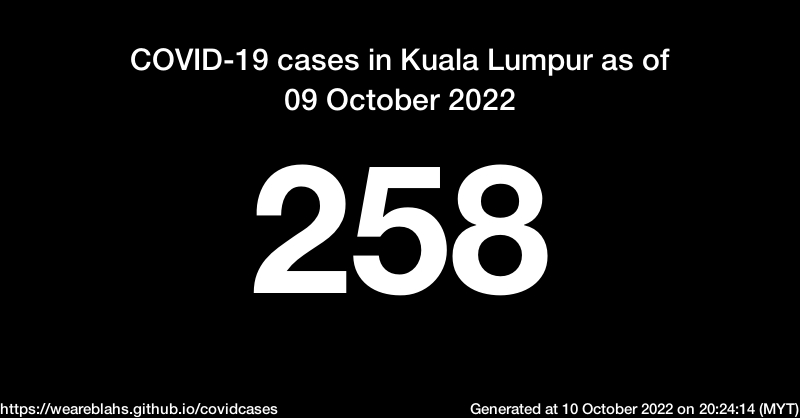 COVID-19 cases in Kuala Lumpur as of
09 October 2022
258
https://weareblahs.github.io/covidcases
Generated at 10 October 2022 on 20:24:14 (MYT)